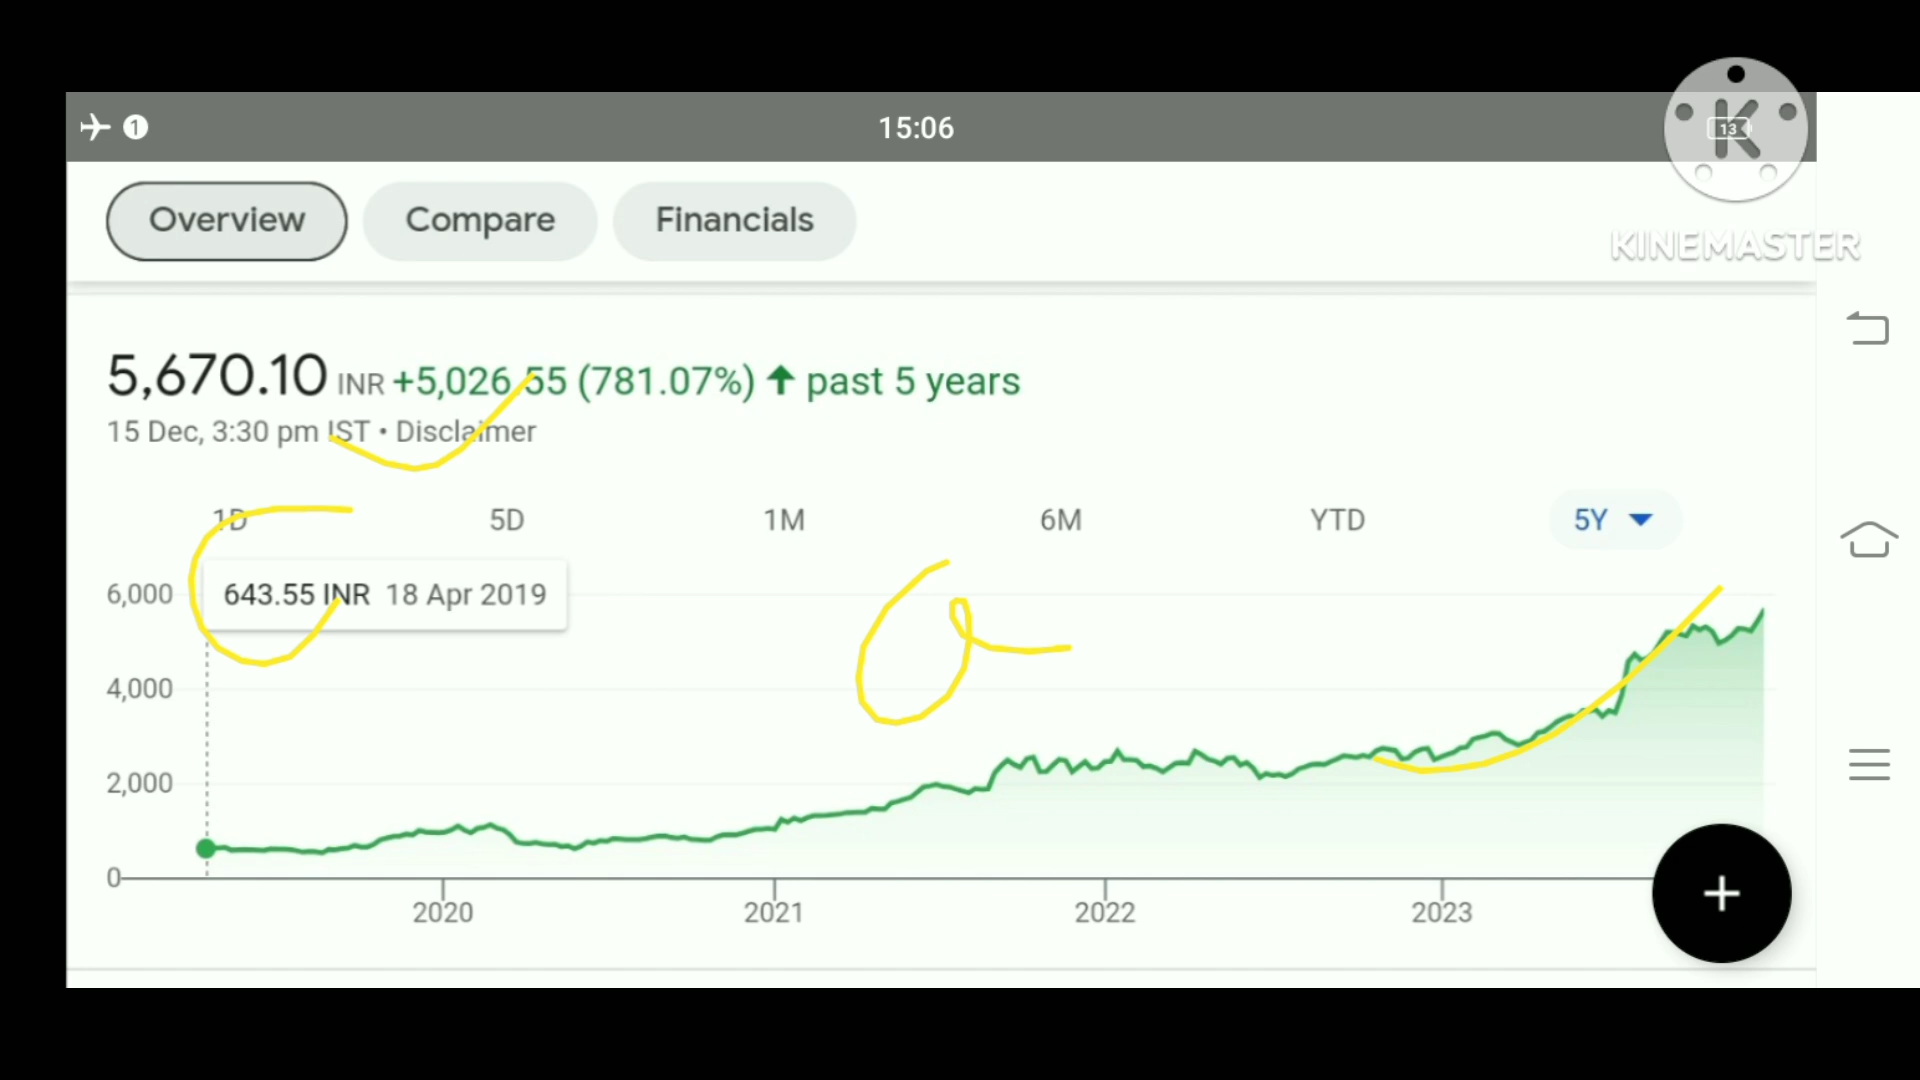 1 15:06 13
K
KINEMASTER
Overview Compare Financials
5,670.10 INR +5,026.55 (781.07%) ↑ past 5 years
15 Dec, 3:30 pm IST • Disclaimer
1D 5D 1M 6M YTD 5Y
643.55 INR 18 Apr 2019
6,000
4,000
2,000
0
2020 2021 2022 2023
+